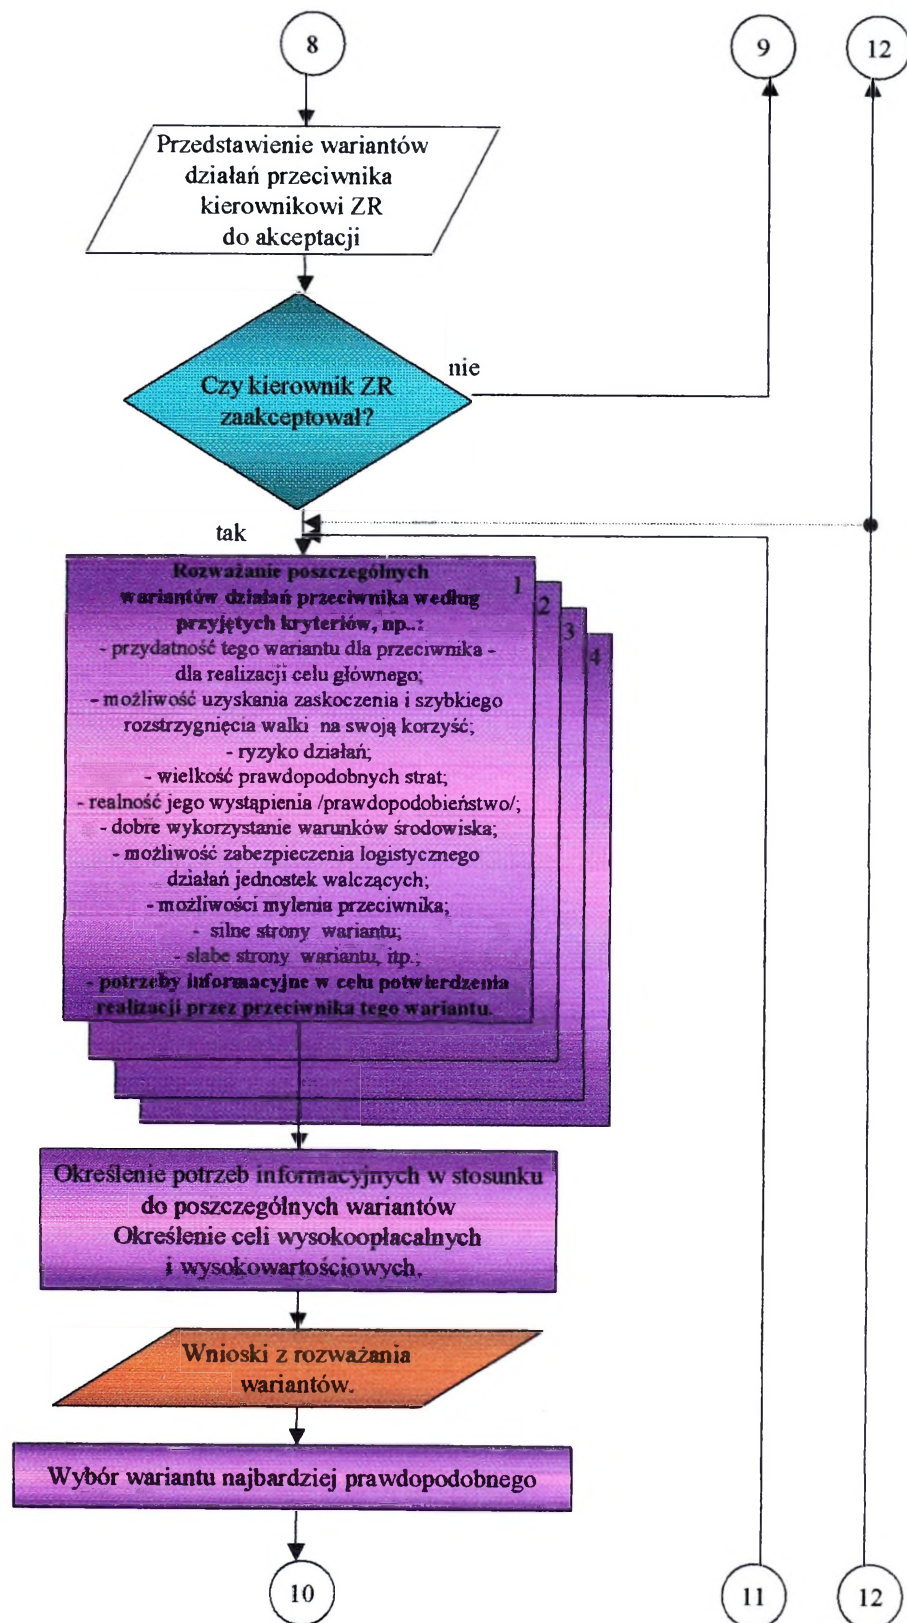 8
9
12
Przedstawienie wariantów
działań przeciwnika
kierownikowi ZR
do akceptacji
nie
Czy kierownik ZR
zaakceptował?
tak
1
2
3
4
Rozważanie poszczególnych
wariantów działań przeciwnika według
przyjętych kryteriów, np..:
- przydatność tego wariantu dla przeciwnika -
dla realizacji celu głównego;
- możliwość uzyskania zaskoczenia i szybkiego
rozstrzygnięcia walki na swoją korzyść;
- ryzyko działań;
- wielkość prawdopodobnych strat;
- realność jego wystąpienia /prawdopodobieństwo/;
- dobre wykorzystanie warunków środowiska;
- możliwość zabezpieczenia logistycznego
działań jednostek walczących;
- możliwości mylenia przeciwnika;
- silne strony wariantu;
- słabe strony wariantu, itp.;
- potrzeby informacyjne w celu potwierdzenia
realizacji przez przeciwnika tego wariantu.
Określenie potrzeb informacyjnych w stosunku
do poszczególnych wariantów
Określenie celi wysokoopłacalnych
i wysokowartościowych.
Wnioski z rozważania
wariantów.
Wybór wariantu najbardziej prawdopodobnego
10
11
12